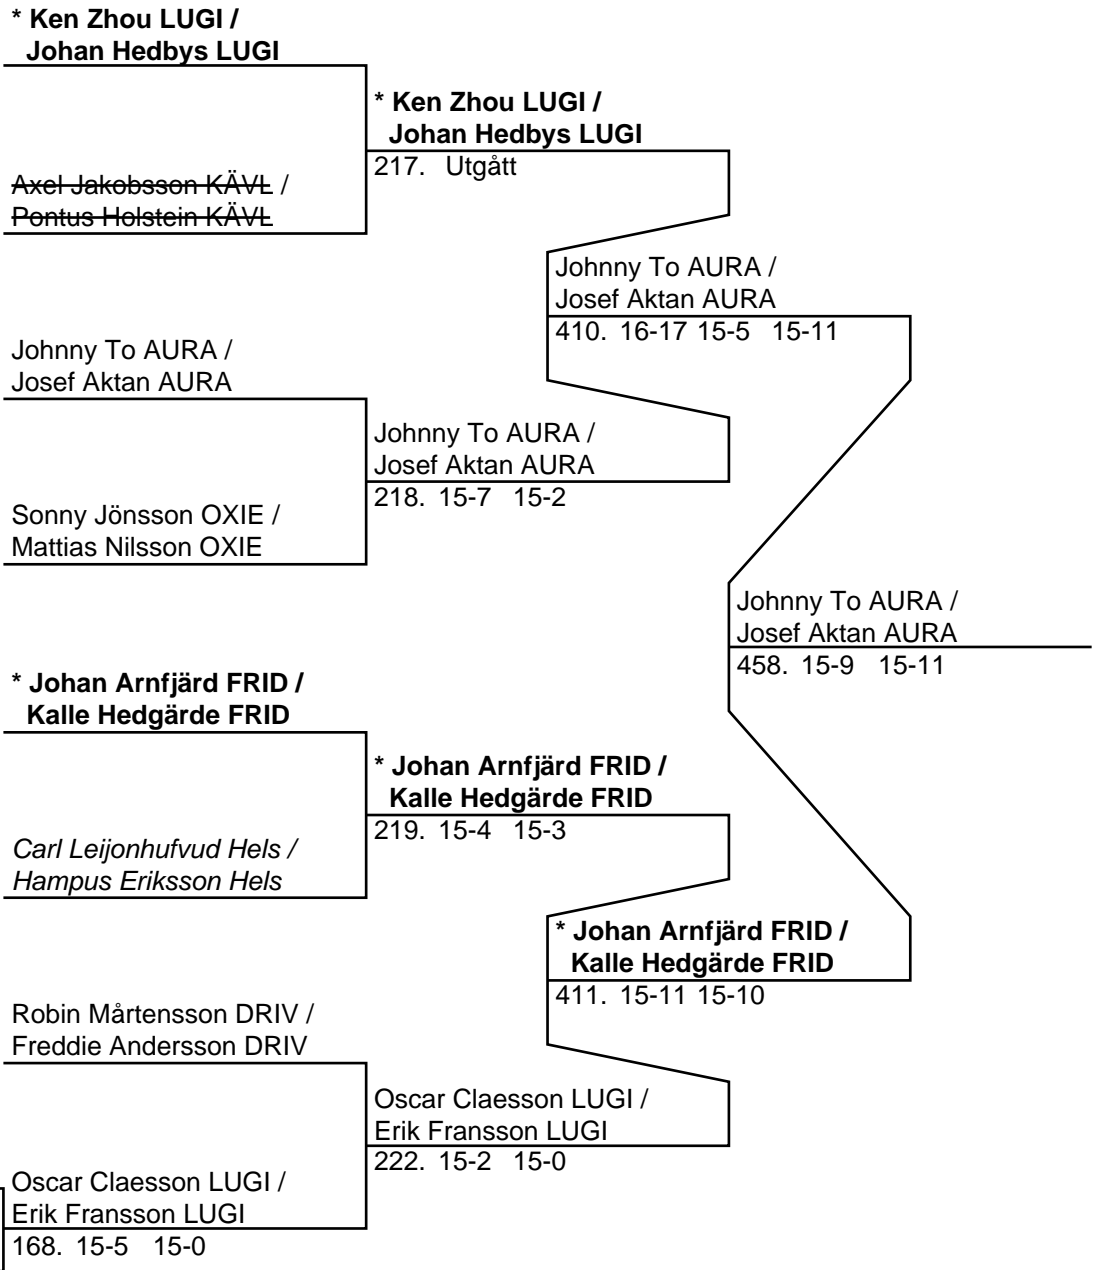 * Ken Zhou LUGI /
Johan Hedbys LUGI
* Ken Zhou LUGI /
Johan Hedbys LUGI
217. Utgått
Axel Jakobsson KÄVL /
Pontus Holstein KÄVL
Johnny To AURA /
Josef Aktan AURA
410. 16-17 15-5 15-11
Johnny To AURA /
Josef Aktan AURA
Johnny To AURA /
Josef Aktan AURA
218. 15-7 15-2
Sonny Jönsson OXIE /
Mattias Nilsson OXIE
Johnny To AURA /
Josef Aktan AURA
458. 15-9 15-11
* Johan Arnfjärd FRID /
Kalle Hedgärde FRID
* Johan Arnfjärd FRID /
Kalle Hedgärde FRID
219. 15-4 15-3
Carl Leijonhufvud Hels /
Hampus Eriksson Hels
* Johan Arnfjärd FRID /
Kalle Hedgärde FRID
411. 15-11 15-10
Robin Mårtensson DRIV /
Freddie Andersson DRIV
Oscar Claesson LUGI /
Erik Fransson LUGI
222. 15-2 15-0
Oscar Claesson LUGI /
Erik Fransson LUGI
168. 15-5 15-0